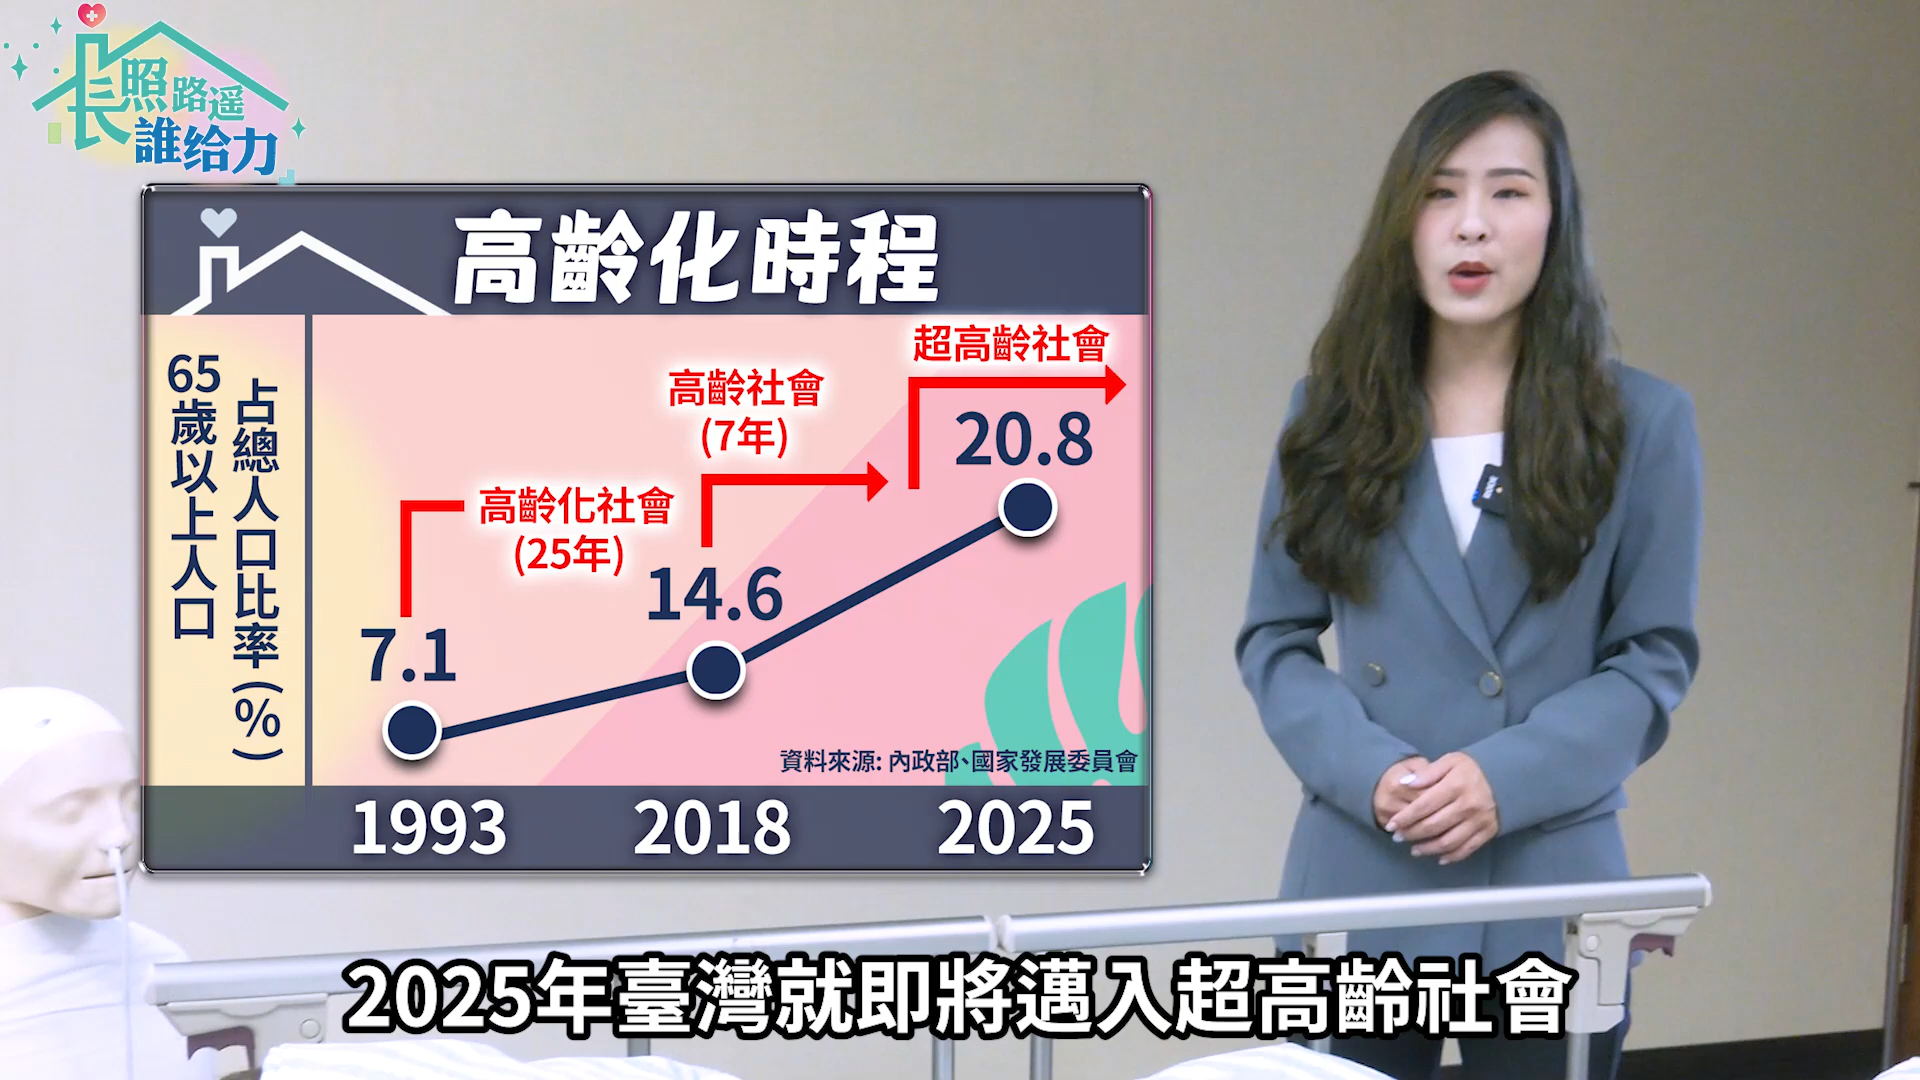 長照路遥
誰给力
高齡化時程
65歲以上人口
占總人口比率(%)
超高齡社會
高齡社會
(7年)
20.8
高齡化社會
(25年)
14.6
7.1
資料來源: 內政部、國家發展委員會
1993 2018 2025
2025年臺灣就即將邁入超高齡社會